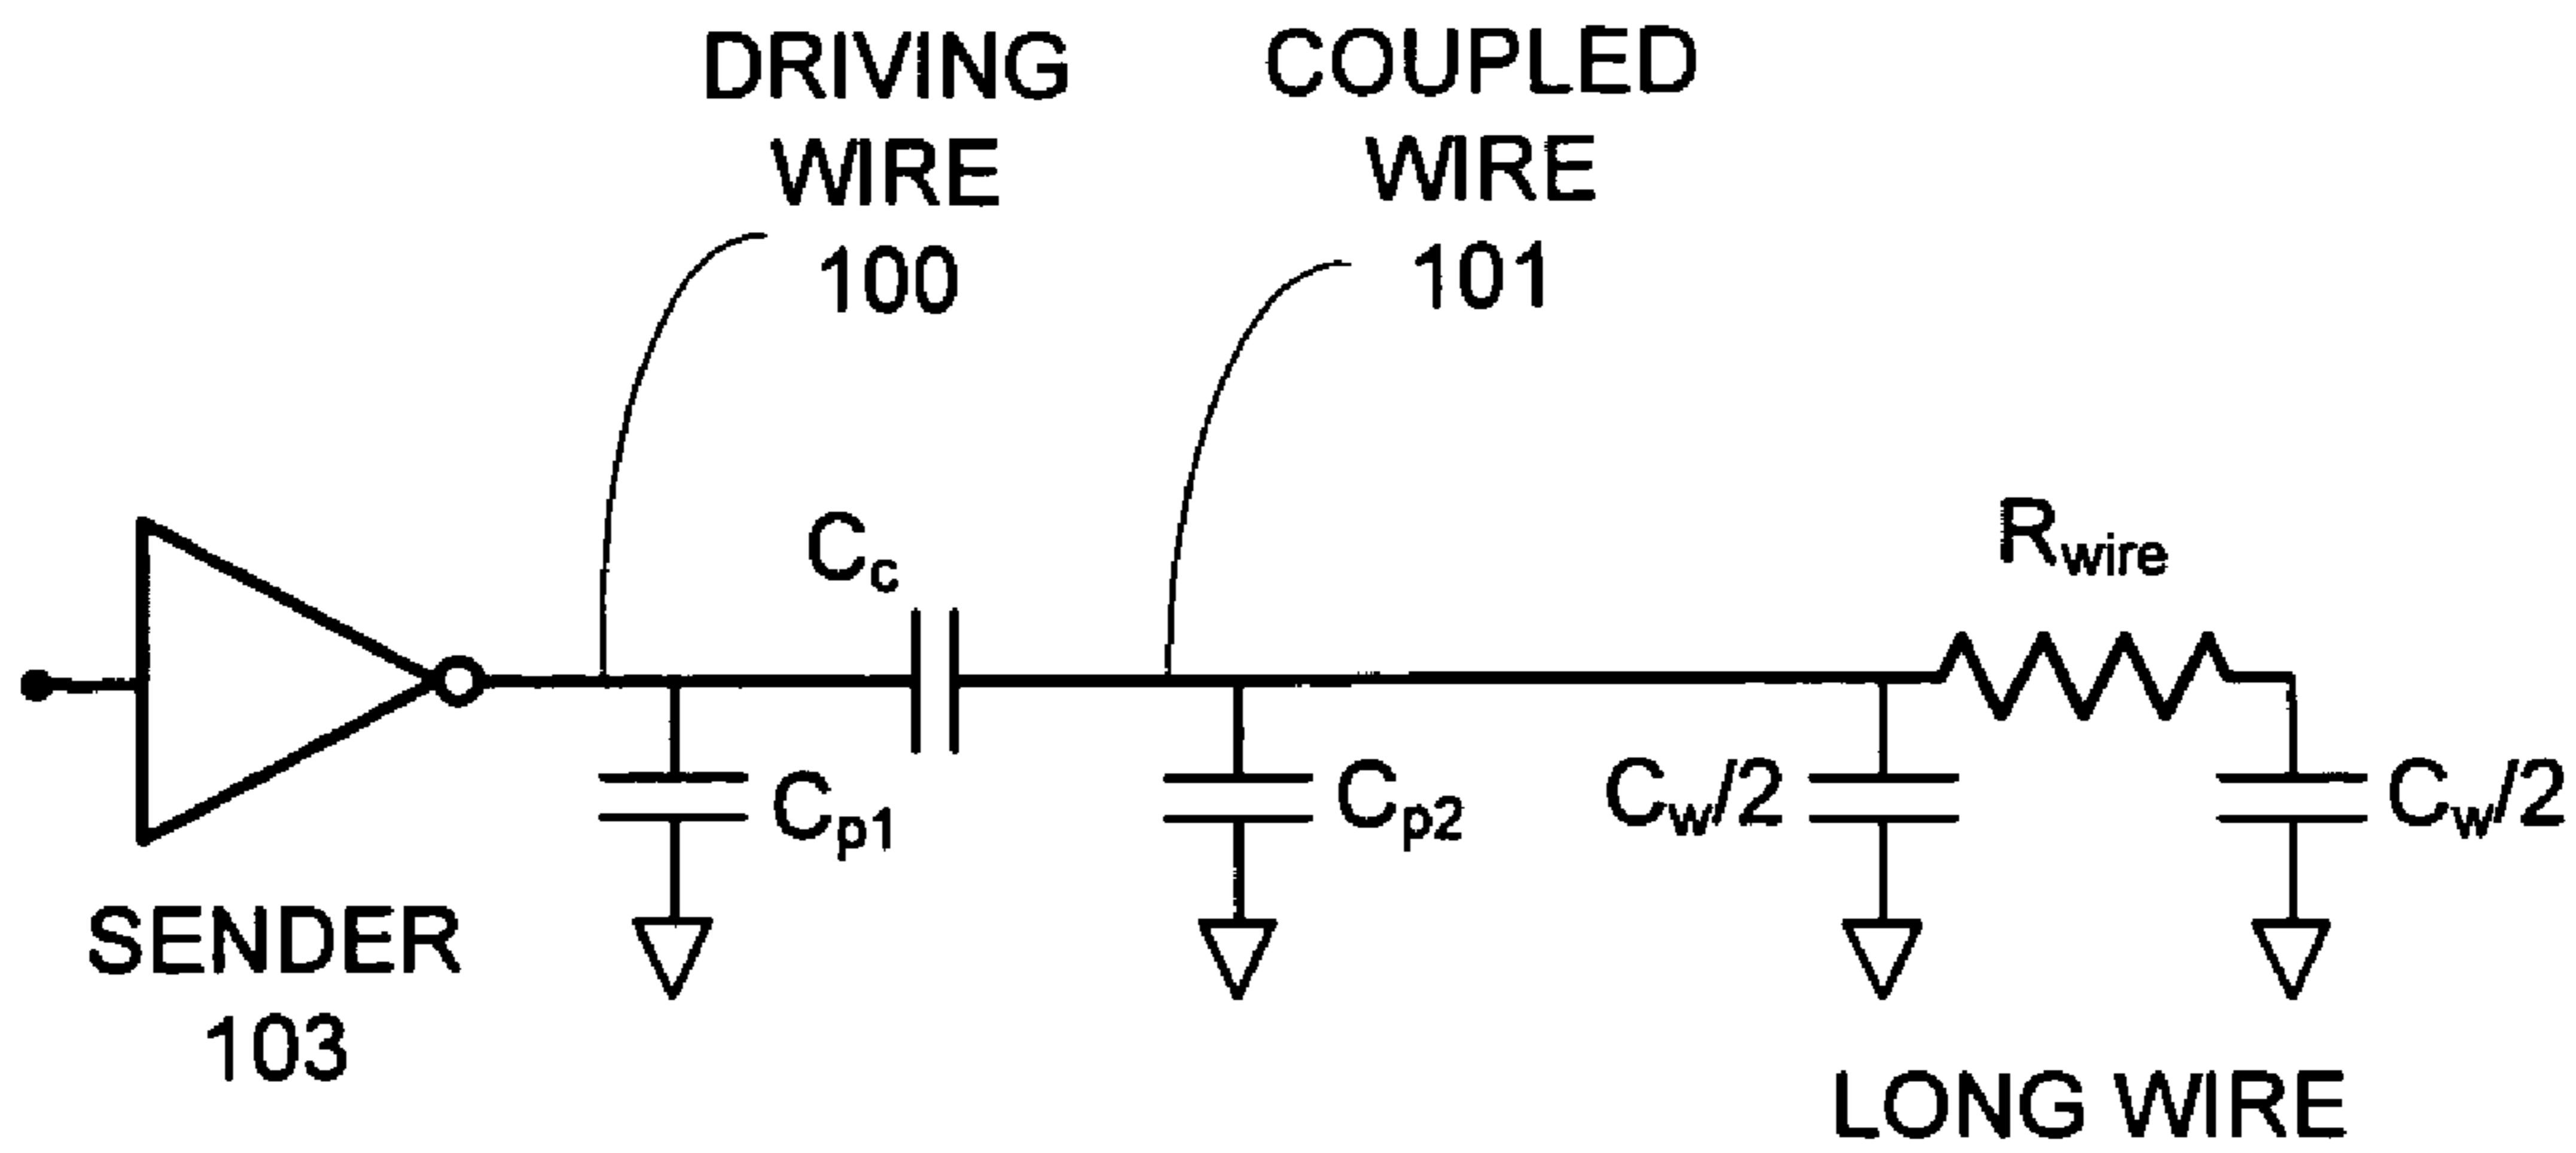 DRIVING
WIRE
100
COUPLED
WIRE
101
Cc
Rwire
Cp1
Cp2
Cw/2
Cw/2
SENDER
103
LONG WIRE